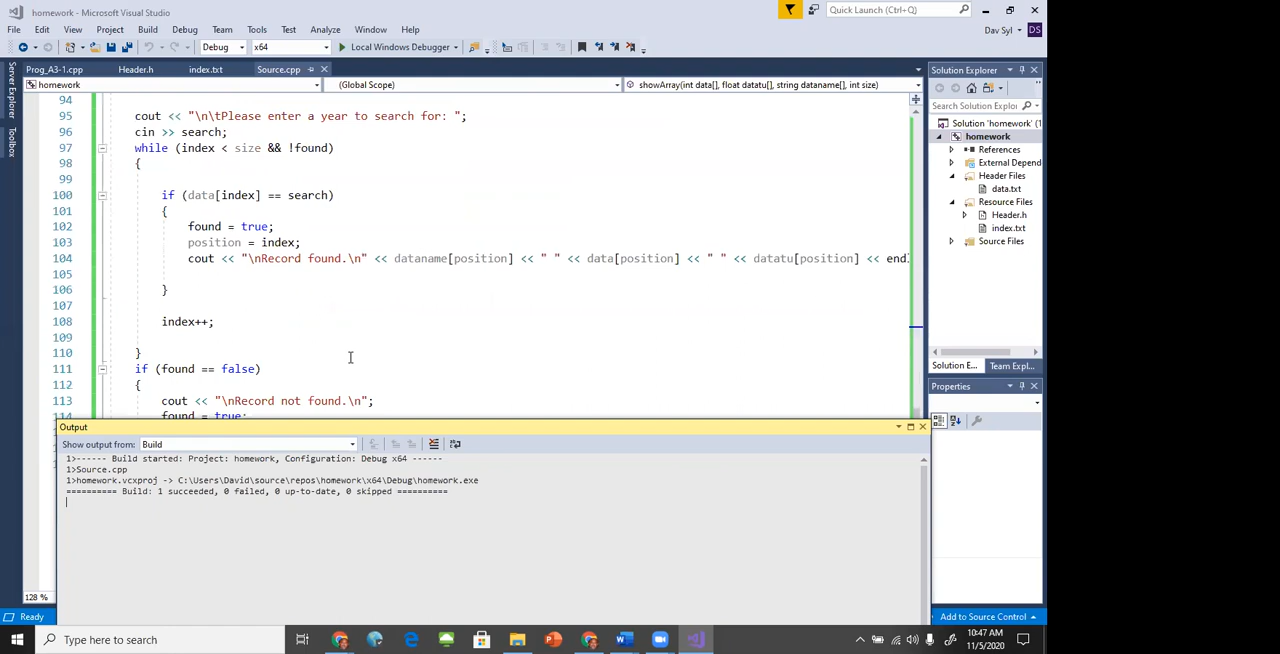 homework - Microsoft Visual Studio
Quick Launch (Ctrl+Q)
File Edit View Project Build Debug Team Tools Test Analyze Window Help
Dav Syl DS
Debug x64 Local Windows Debugger
Prog_A3-1.cpp Header.h index.txt Source.cpp
homework (Global Scope) showArray(int data[], float datatu[], string dataname[], int size)
Server Explorer
Toolbox
94
95 cout << "\n\tPlease enter a year to search for: ";
96 cin >> search;
97 while (index < size && !found)
98 {
99
100 if (data[index] == search)
101 {
102 found = true;
103 position = index;
104 cout << "\nRecord found.\n" << dataname[position] << " " << data[position] << " " << datatu[position] << endl
105
106 }
107
108 index++;
109
110 }
111 if (found == false)
112 {
113 cout << "\nRecord not found.\n";
114 found = true;
Solution Explorer
Search Solution Explo
Solution 'homework' (1
homework
References
External Depend
Header Files
data.txt
Resource Files
Header.h
index.txt
Source Files
Solution E... Team Expl...
Properties
Output
Show output from: Build
1>------ Build started: Project: homework, Configuration: Debug x64 ------
1>Source.cpp
1>homework.vcxproj -> C:\Users\David\source\repos\homework\x64\Debug\homework.exe
========== Build: 1 succeeded, 0 failed, 0 up-to-date, 0 skipped ==========
128 %
Ready
Add to Source Control
Type here to search
10:47 AM
11/5/2020